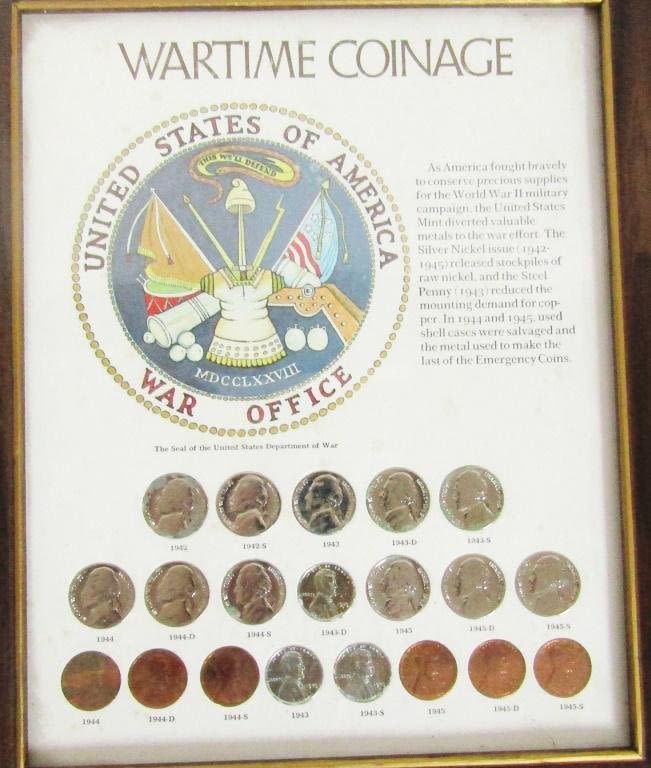 WARTIME COINAGE
UNITED STATES OF AMERICA
THIS WE'LL DEFEND
MDCCLXXVIII
WAR OFFICE
The Seal of the United States Department of War
As America fought bravely
to conserve precious supplies
for the World War II military
campaign, the United States
Mint diverted valuable
metals to the war effort. The
Silver Nickel issue (1942-
1945) released stockpiles of
raw nickel, and the Steel
Penny (1943) reduced the
mounting demand for cop-
per. In 1944 and 1945, used
shell cases were salvaged and
the metal used to make the
last of the Emergency Coins.
1942 1942-S 1943 1943-D 1943-S
1944 1944-D 1944-S 1943-D 1945 1945-D 1945-S
1944 1944-D 1944-S 1943 1943-S 1945 1945-D 1945-S